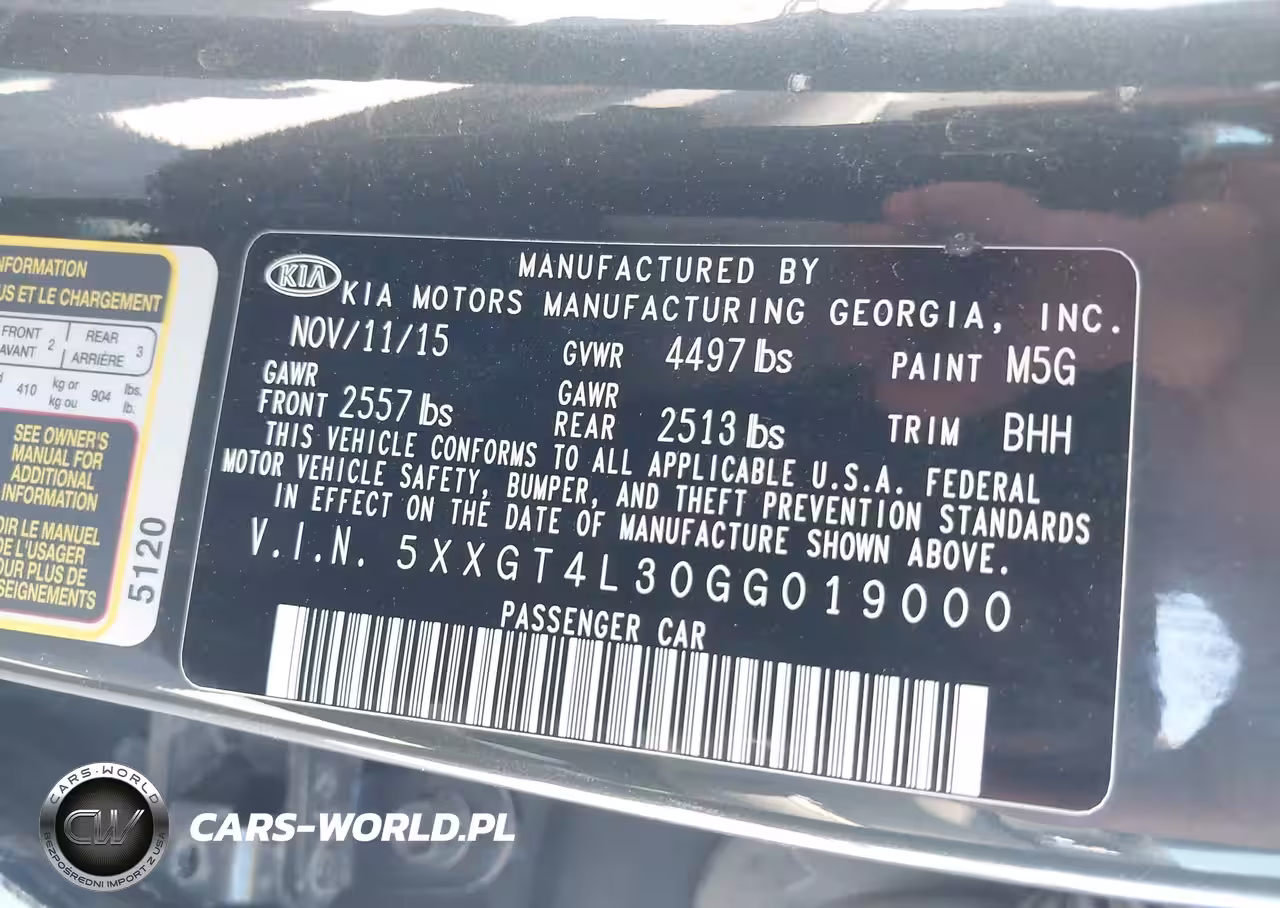 NFORMATION
US ET LE CHARGEMENT
FRONT 2 REAR 3
AVANT ARRIÈRE
410 kg or 904 lbs.
kg ou lb.
SEE OWNER'S
MANUAL FOR
ADDITIONAL
INFORMATION
OIR LE MANUEL
DE L'USAGER
OUR PLUS DE
SEIGNEMENTS
5120
KIA
MANUFACTURED BY
KIA MOTORS MANUFACTURING GEORGIA, INC.
NOV/11/15 GVWR 4497 lbs PAINT M5G
GAWR GAWR
FRONT 2557 lbs REAR 2513 lbs TRIM BHH
THIS VEHICLE CONFORMS TO ALL APPLICABLE U.S.A. FEDERAL
MOTOR VEHICLE SAFETY, BUMPER, AND THEFT PREVENTION STANDARDS
IN EFFECT ON THE DATE OF MANUFACTURE SHOWN ABOVE.
V.I.N. 5XXGT4L30GG019000
PASSENGER CAR
CARS-WORLD
CW
BEZPOŚREDNI IMPORT Z USA
CARS-WORLD.PL